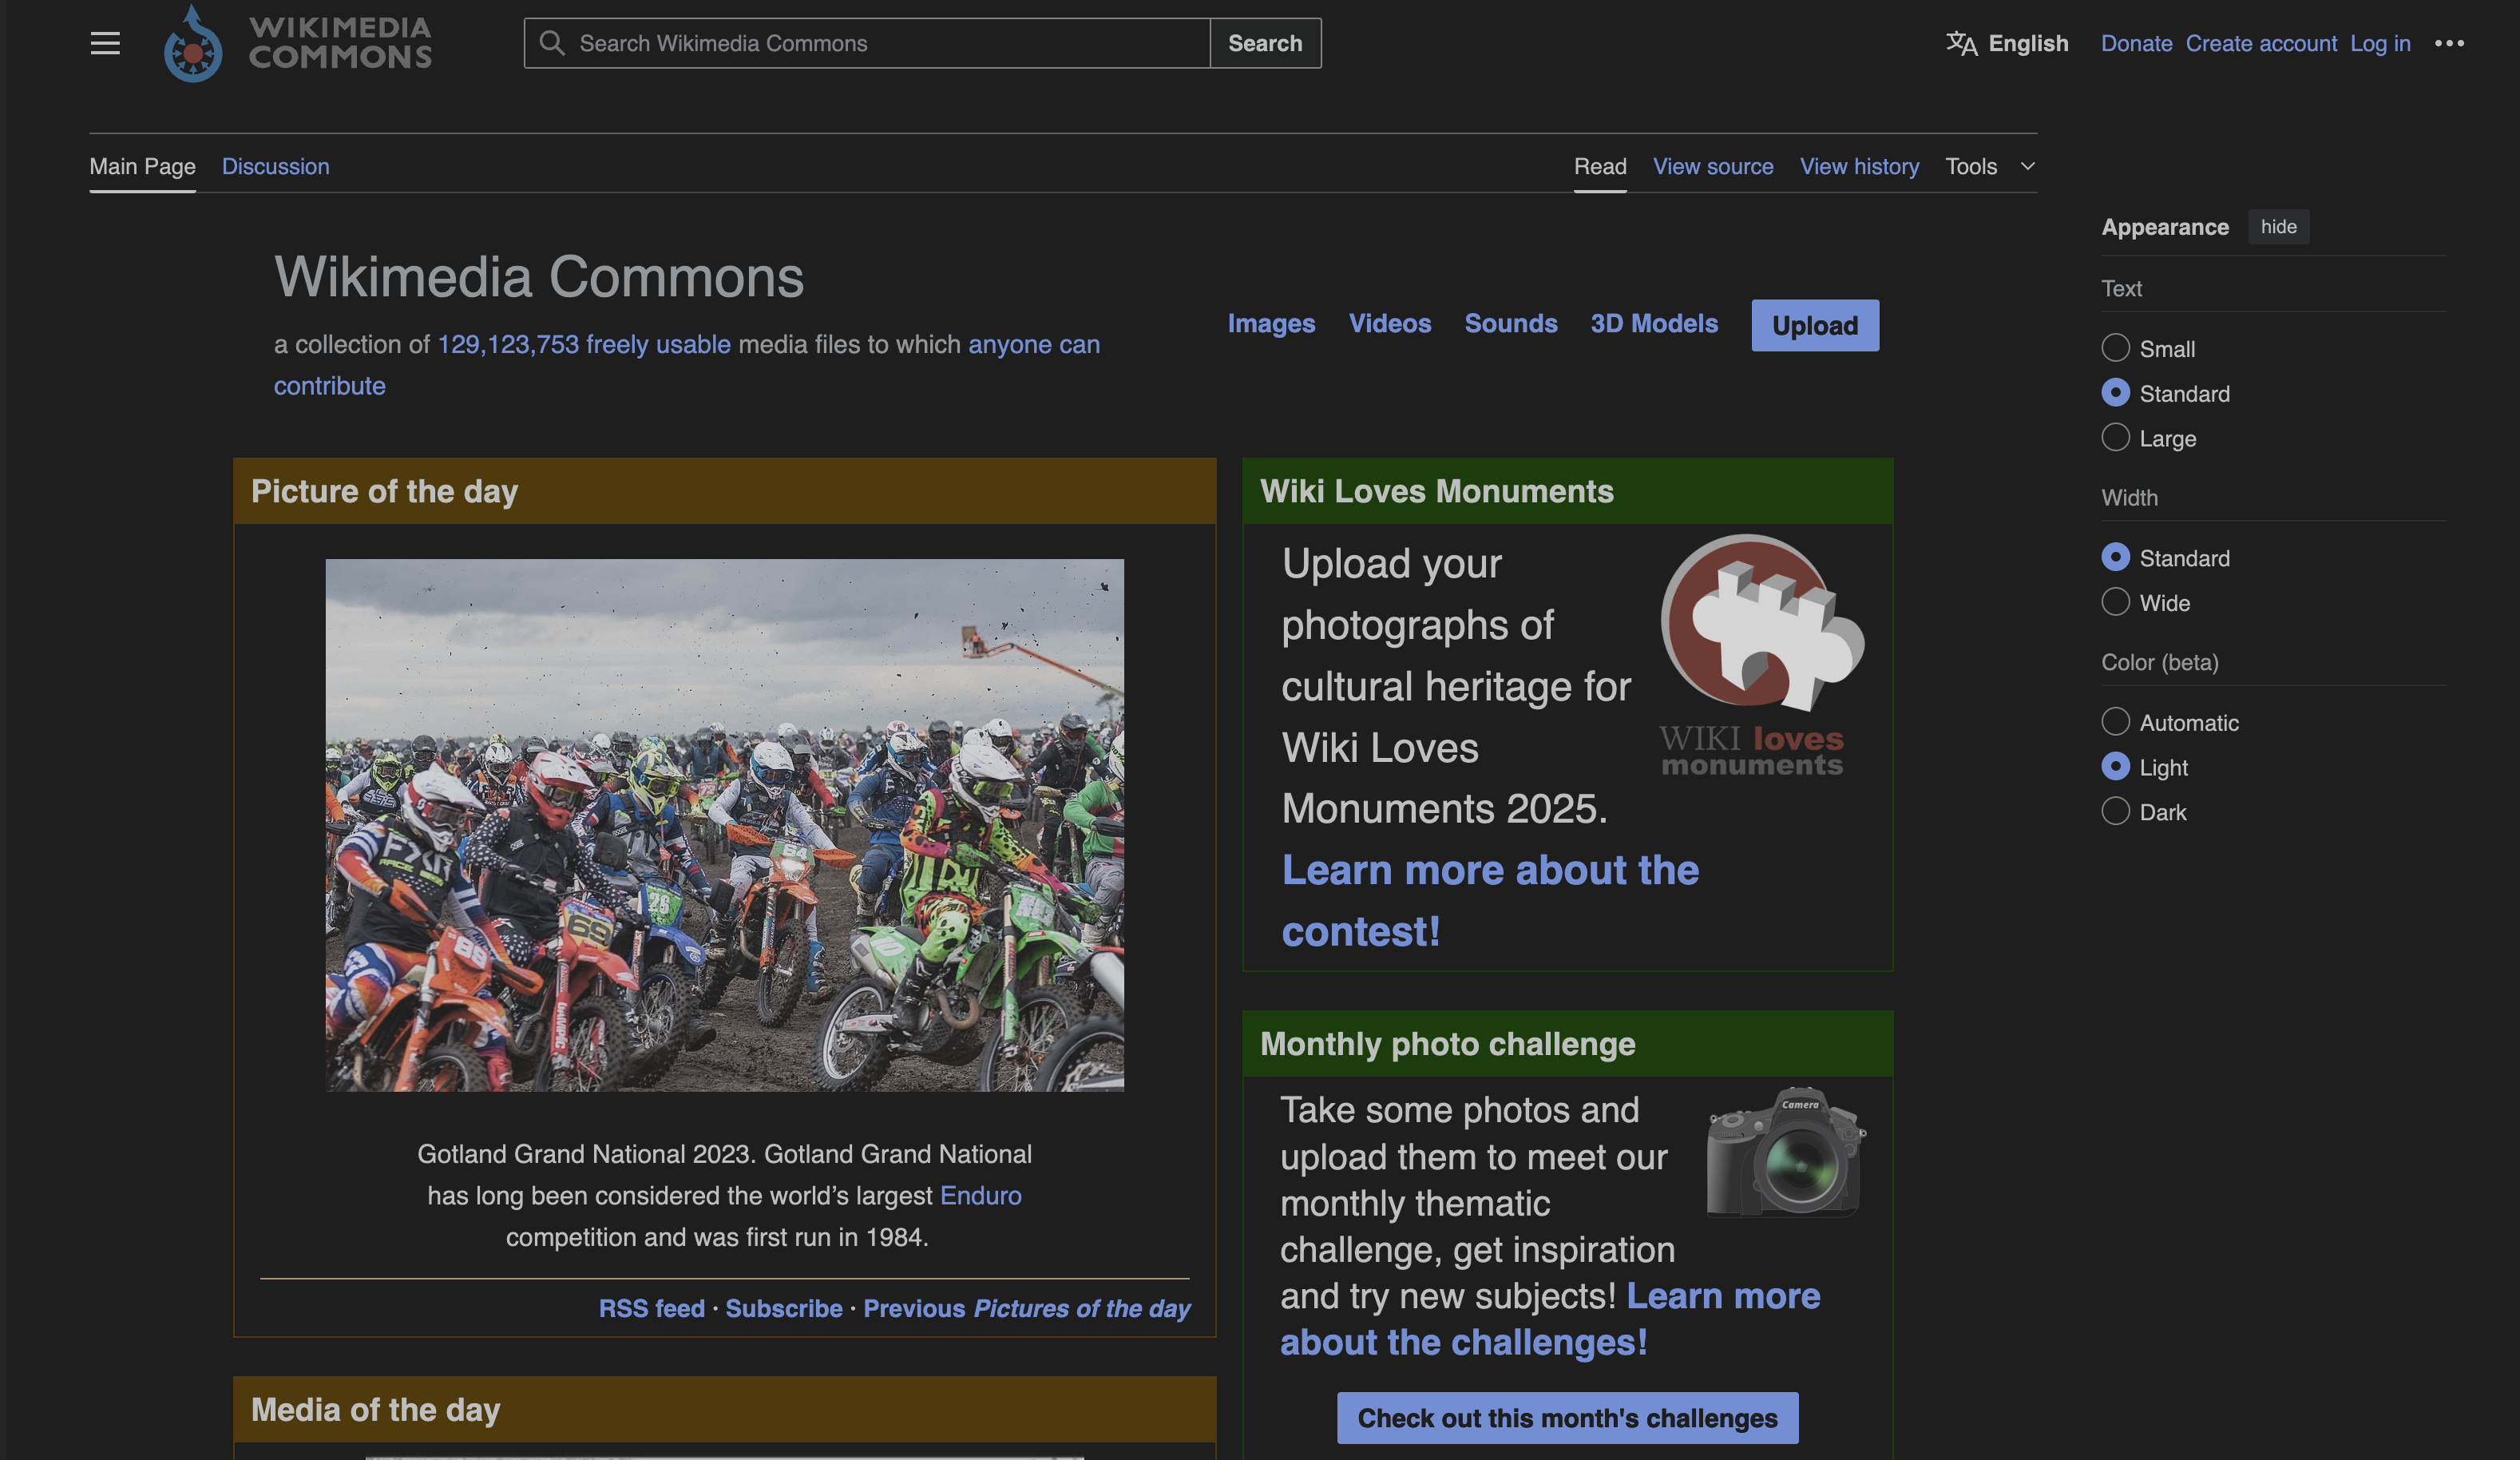 WIKIMEDIA
COMMONS
Search Wikimedia Commons
Search
English
Donate Create account Log in
Main Page Discussion
Read View source View history Tools
Wikimedia Commons
a collection of 129,123,753 freely usable media files to which anyone can
contribute
Images Videos Sounds 3D Models Upload
Picture of the day
69
64
Gotland Grand National 2023. Gotland Grand National
has long been considered the world’s largest Enduro
competition and was first run in 1984.
RSS feed · Subscribe · Previous Pictures of the day
Media of the day
Wiki Loves Monuments
Upload your
photographs of
cultural heritage for
Wiki Loves
Monuments 2025.
Learn more about the
contest!
WIKI loves
monuments
Monthly photo challenge
Take some photos and
upload them to meet our
monthly thematic
challenge, get inspiration
and try new subjects! Learn more
about the challenges!
Camera
Check out this month's challenges
Appearance hide
Text
Small
Standard
Large
Width
Standard
Wide
Color (beta)
Automatic
Light
Dark